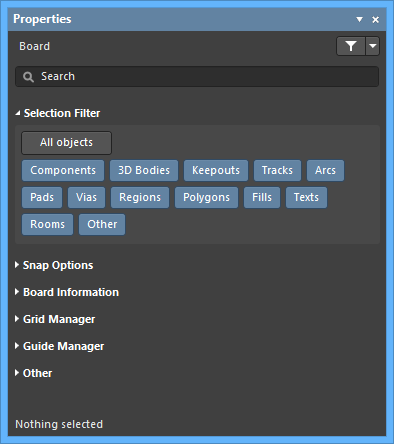 Properties
Board
Search
Selection Filter
All objects
Components 3D Bodies Keepouts Tracks Arcs
Pads Vias Regions Polygons Fills Texts
Rooms Other
Snap Options
Board Information
Grid Manager
Guide Manager
Other
Nothing selected